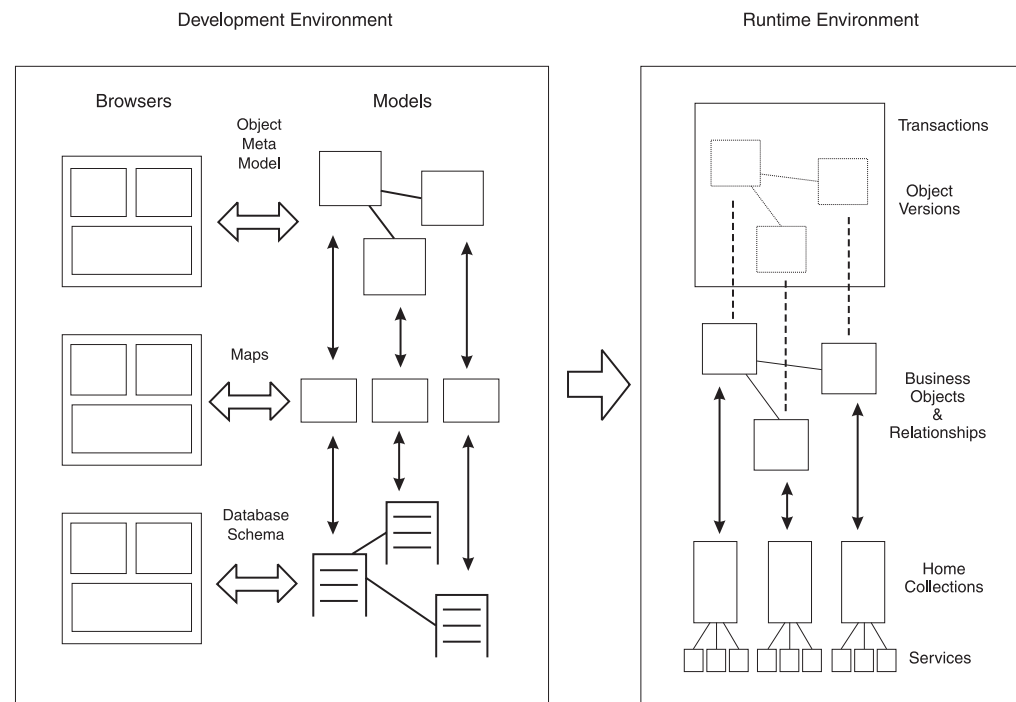 Development Environment
Runtime Environment
Browsers
Models
Object
Meta
Model
Maps
Database
Schema
Transactions
Object
Versions
Business
Objects
&
Relationships
Home
Collections
Services